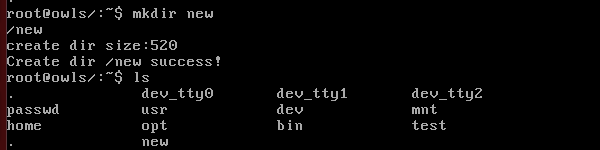 root@owls/:~$ mkdir new
/new
create dir size:520
Create dir /new success!
root@owls/:~$ ls
. dev_tty0 dev_tty1 dev_tty2
passwd usr dev mnt
home opt bin test
. new